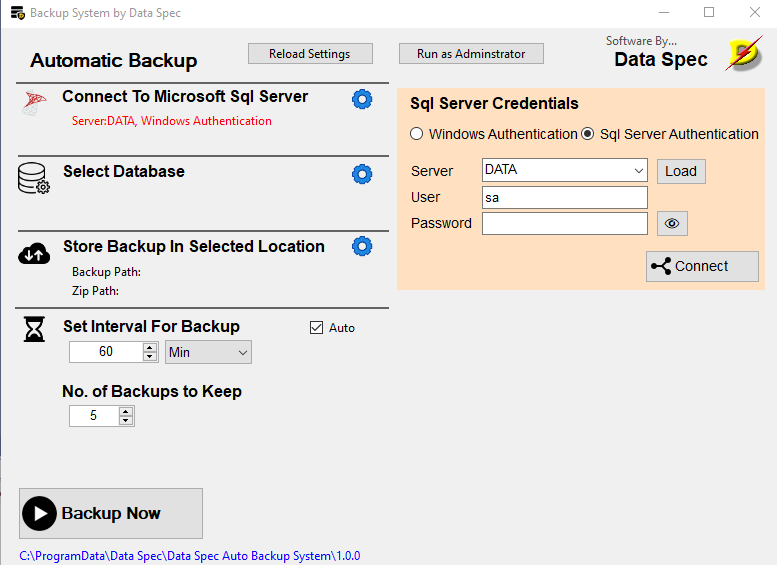 Backup System by Data Spec
Automatic Backup
Reload Settings
Run as Adminstrator
Software By...
Data Spec
Connect To Microsoft Sql Server
Server:DATA, Windows Authentication
Select Database
Store Backup In Selected Location
Backup Path:
Zip Path:
Set Interval For Backup
Auto
60
Min
No. of Backups to Keep
5
Backup Now
C:\ProgramData\Data Spec\Data Spec Auto Backup System\1.0.0
Sql Server Credentials
Windows Authentication
Sql Server Authentication
Server
DATA
Load
User
sa
Password
Connect